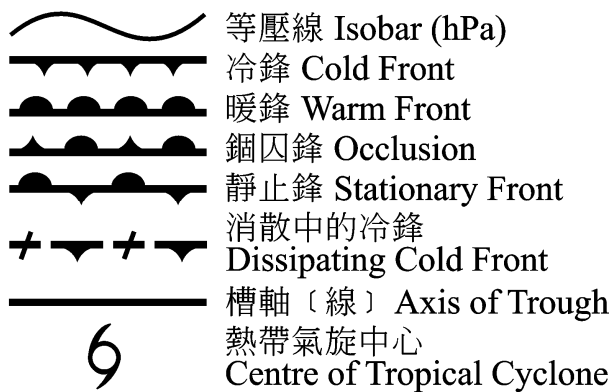 等壓線 Isobar (hPa)
冷鋒 Cold Front
暖鋒 Warm Front
錮囚鋒 Occlusion
靜止鋒 Stationary Front
消散中的冷鋒
Dissipating Cold Front
槽軸﹝線﹞ Axis of Trough
熱帶氣旋中心
Centre of Tropical Cyclone